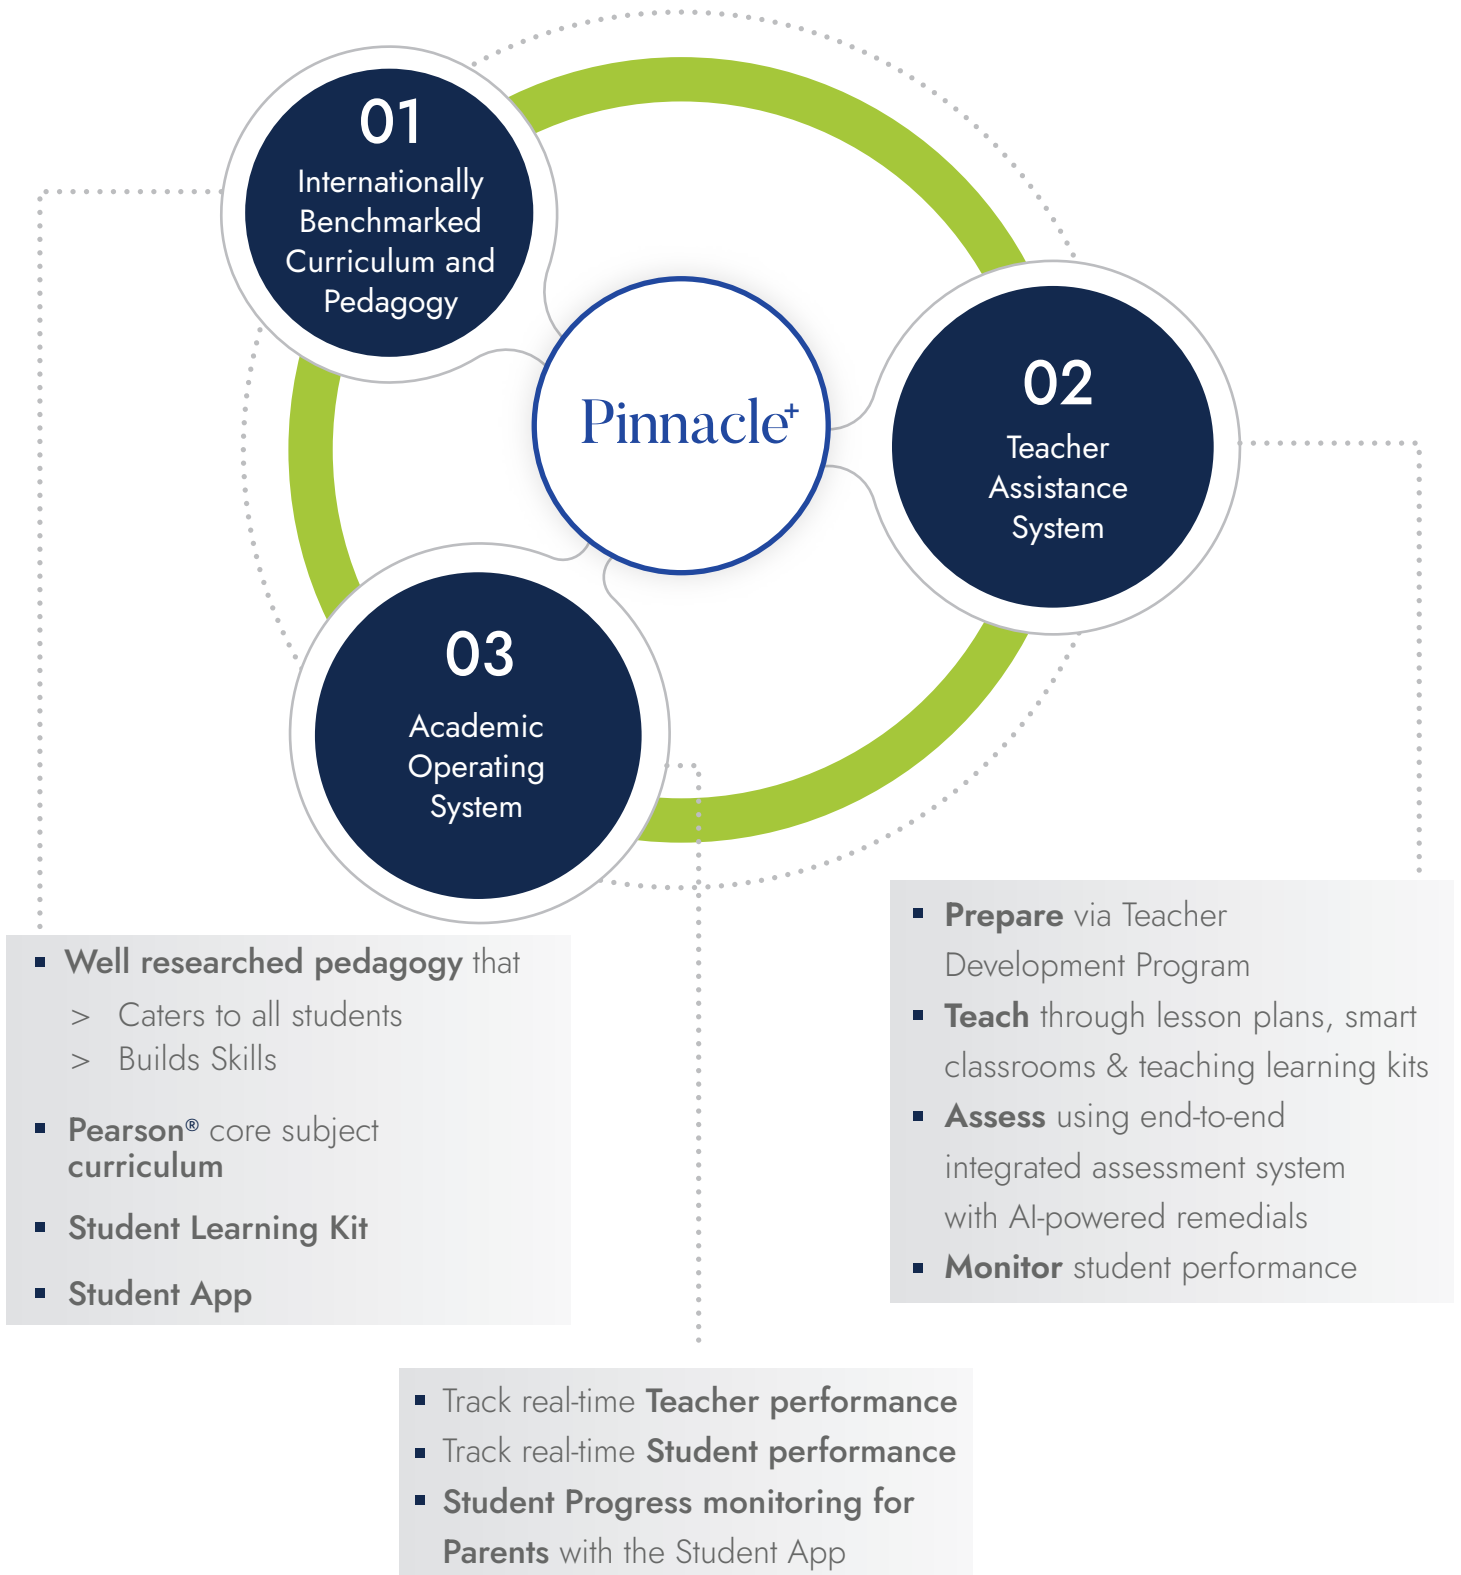 01
Internationally
Benchmarked
Curriculum and
Pedagogy
Pinnacle+
02
Teacher
Assistance
System
03
Academic
Operating
System
▪ Well researched pedagogy that
> Caters to all students
> Builds Skills
▪ Pearson® core subject
curriculum
▪ Student Learning Kit
▪ Student App
▪ Prepare via Teacher
Development Program
▪ Teach through lesson plans, smart
classrooms & teaching learning kits
▪ Assess using end-to-end
integrated assessment system
with AI-powered remedials
▪ Monitor student performance
▪ Track real-time Teacher performance
▪ Track real-time Student performance
▪ Student Progress monitoring for
Parents with the Student App